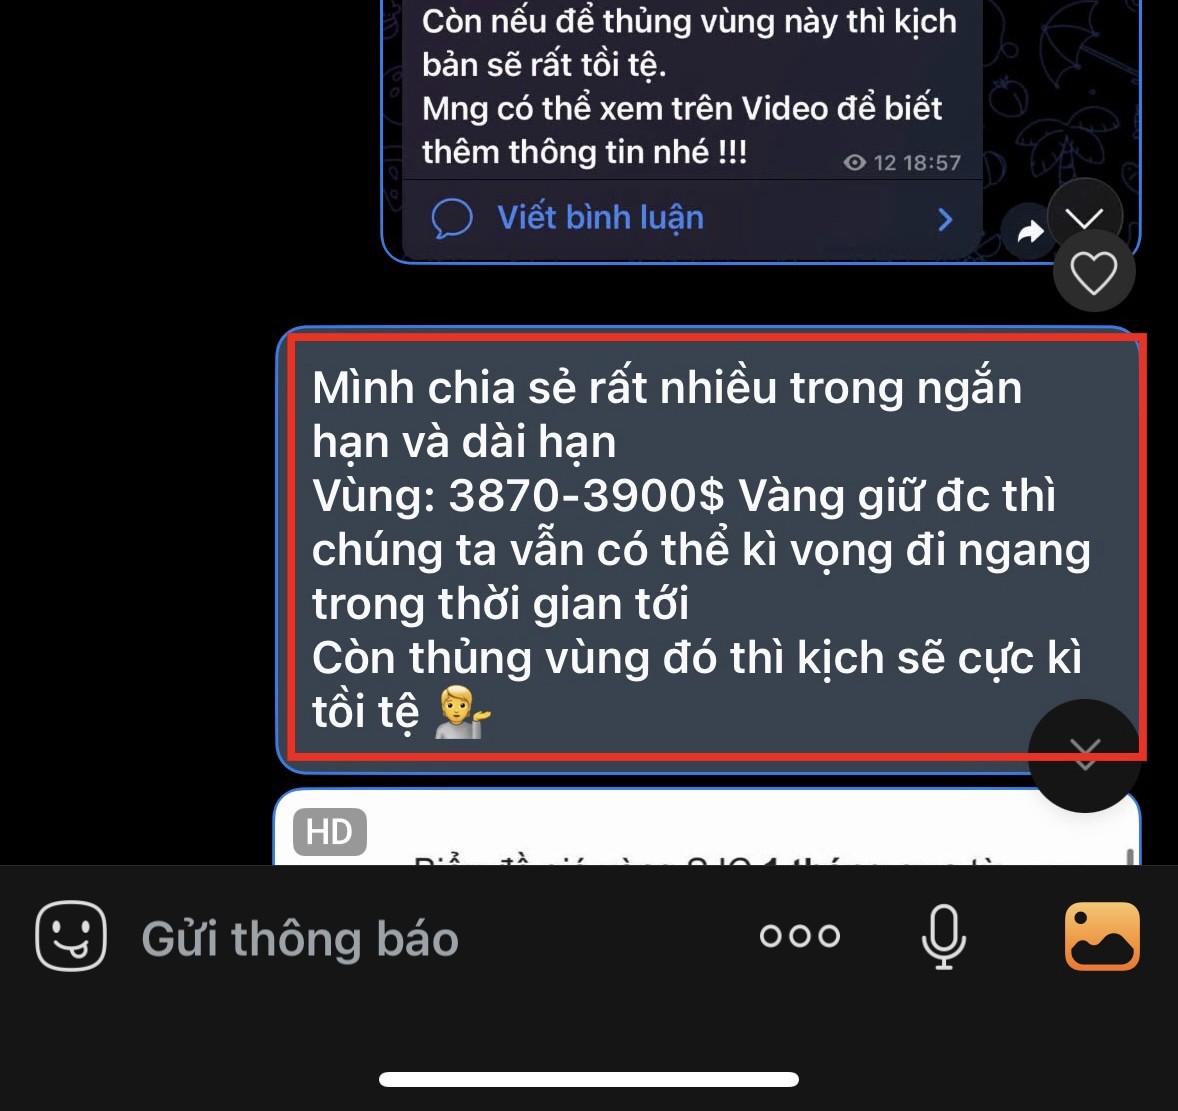 Còn nếu để thủng vùng này thì kịch
bản sẽ rất tồi tệ.
Mng có thể xem trên Video để biết
thêm thông tin nhé !!!
12 18:57
Viết bình luận
Mình chia sẻ rất nhiều trong ngắn
hạn và dài hạn
Vùng: 3870-3900$ Vàng giữ đc thì
chúng ta vẫn có thể kì vọng đi ngang
trong thời gian tới
Còn thủng vùng đó thì kịch sẽ cực kì
tồi tệ 💁
HD
Gửi thông báo